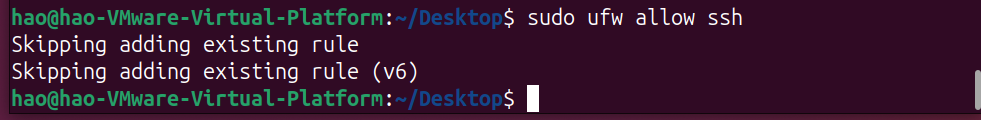 hao@hao-VMware-Virtual-Platform:~/Desktop$ sudo ufw allow ssh
Skipping adding existing rule
Skipping adding existing rule (v6)
hao@hao-VMware-Virtual-Platform:~/Desktop$